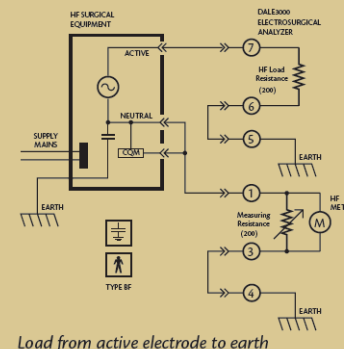 HF SURGICAL
EQUIPMENT
DALE3000
ELECTROSURGICAL
ANALYZER
ACTIVE
7
HF Load
Resistance
(200)
NEUTRAL
6
SUPPLY
MAINS
CQM
5
EARTH
1
EARTH
Measuring
Resistance
(200)
M
HF
MET
3
TYPE BF
4
EARTH
Load from active electrode to earth